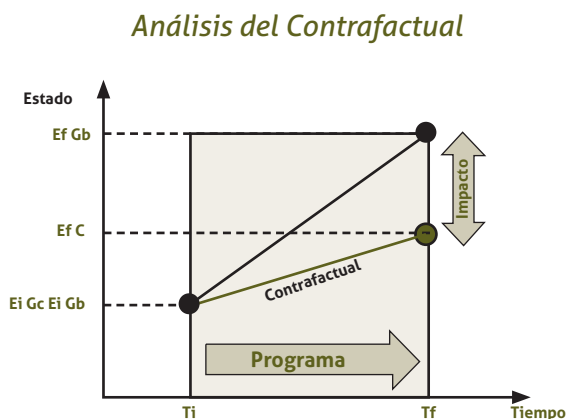 Análisis del Contrafactual
Estado
Ef Gb
Impacto
Ef C
Contrafactual
Ei Gc Ei Gb
Programa
Ti
Tf
Tiempo